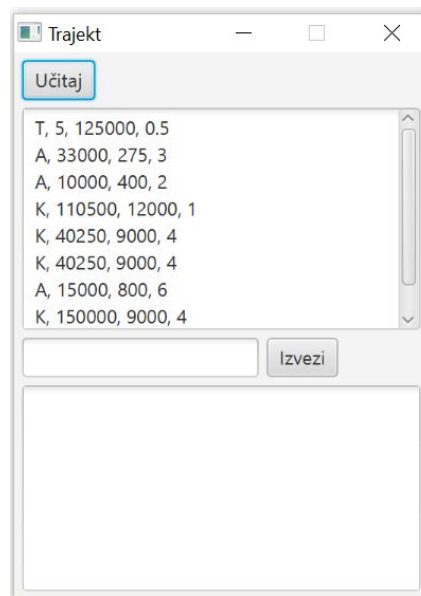 Trajekt
Učitaj
T, 5, 125000, 0.5
A, 33000, 275, 3
A, 10000, 400, 2
K, 110500, 12000, 1
K, 40250, 9000, 4
K, 40250, 9000, 4
A, 15000, 800, 6
K, 150000, 9000, 4
Izvezi